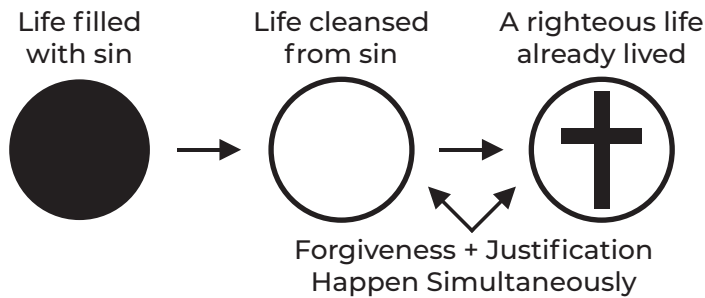 Life filled
with sin
Life cleansed
from sin
A righteous life
already lived
Forgiveness + Justification
Happen Simultaneously